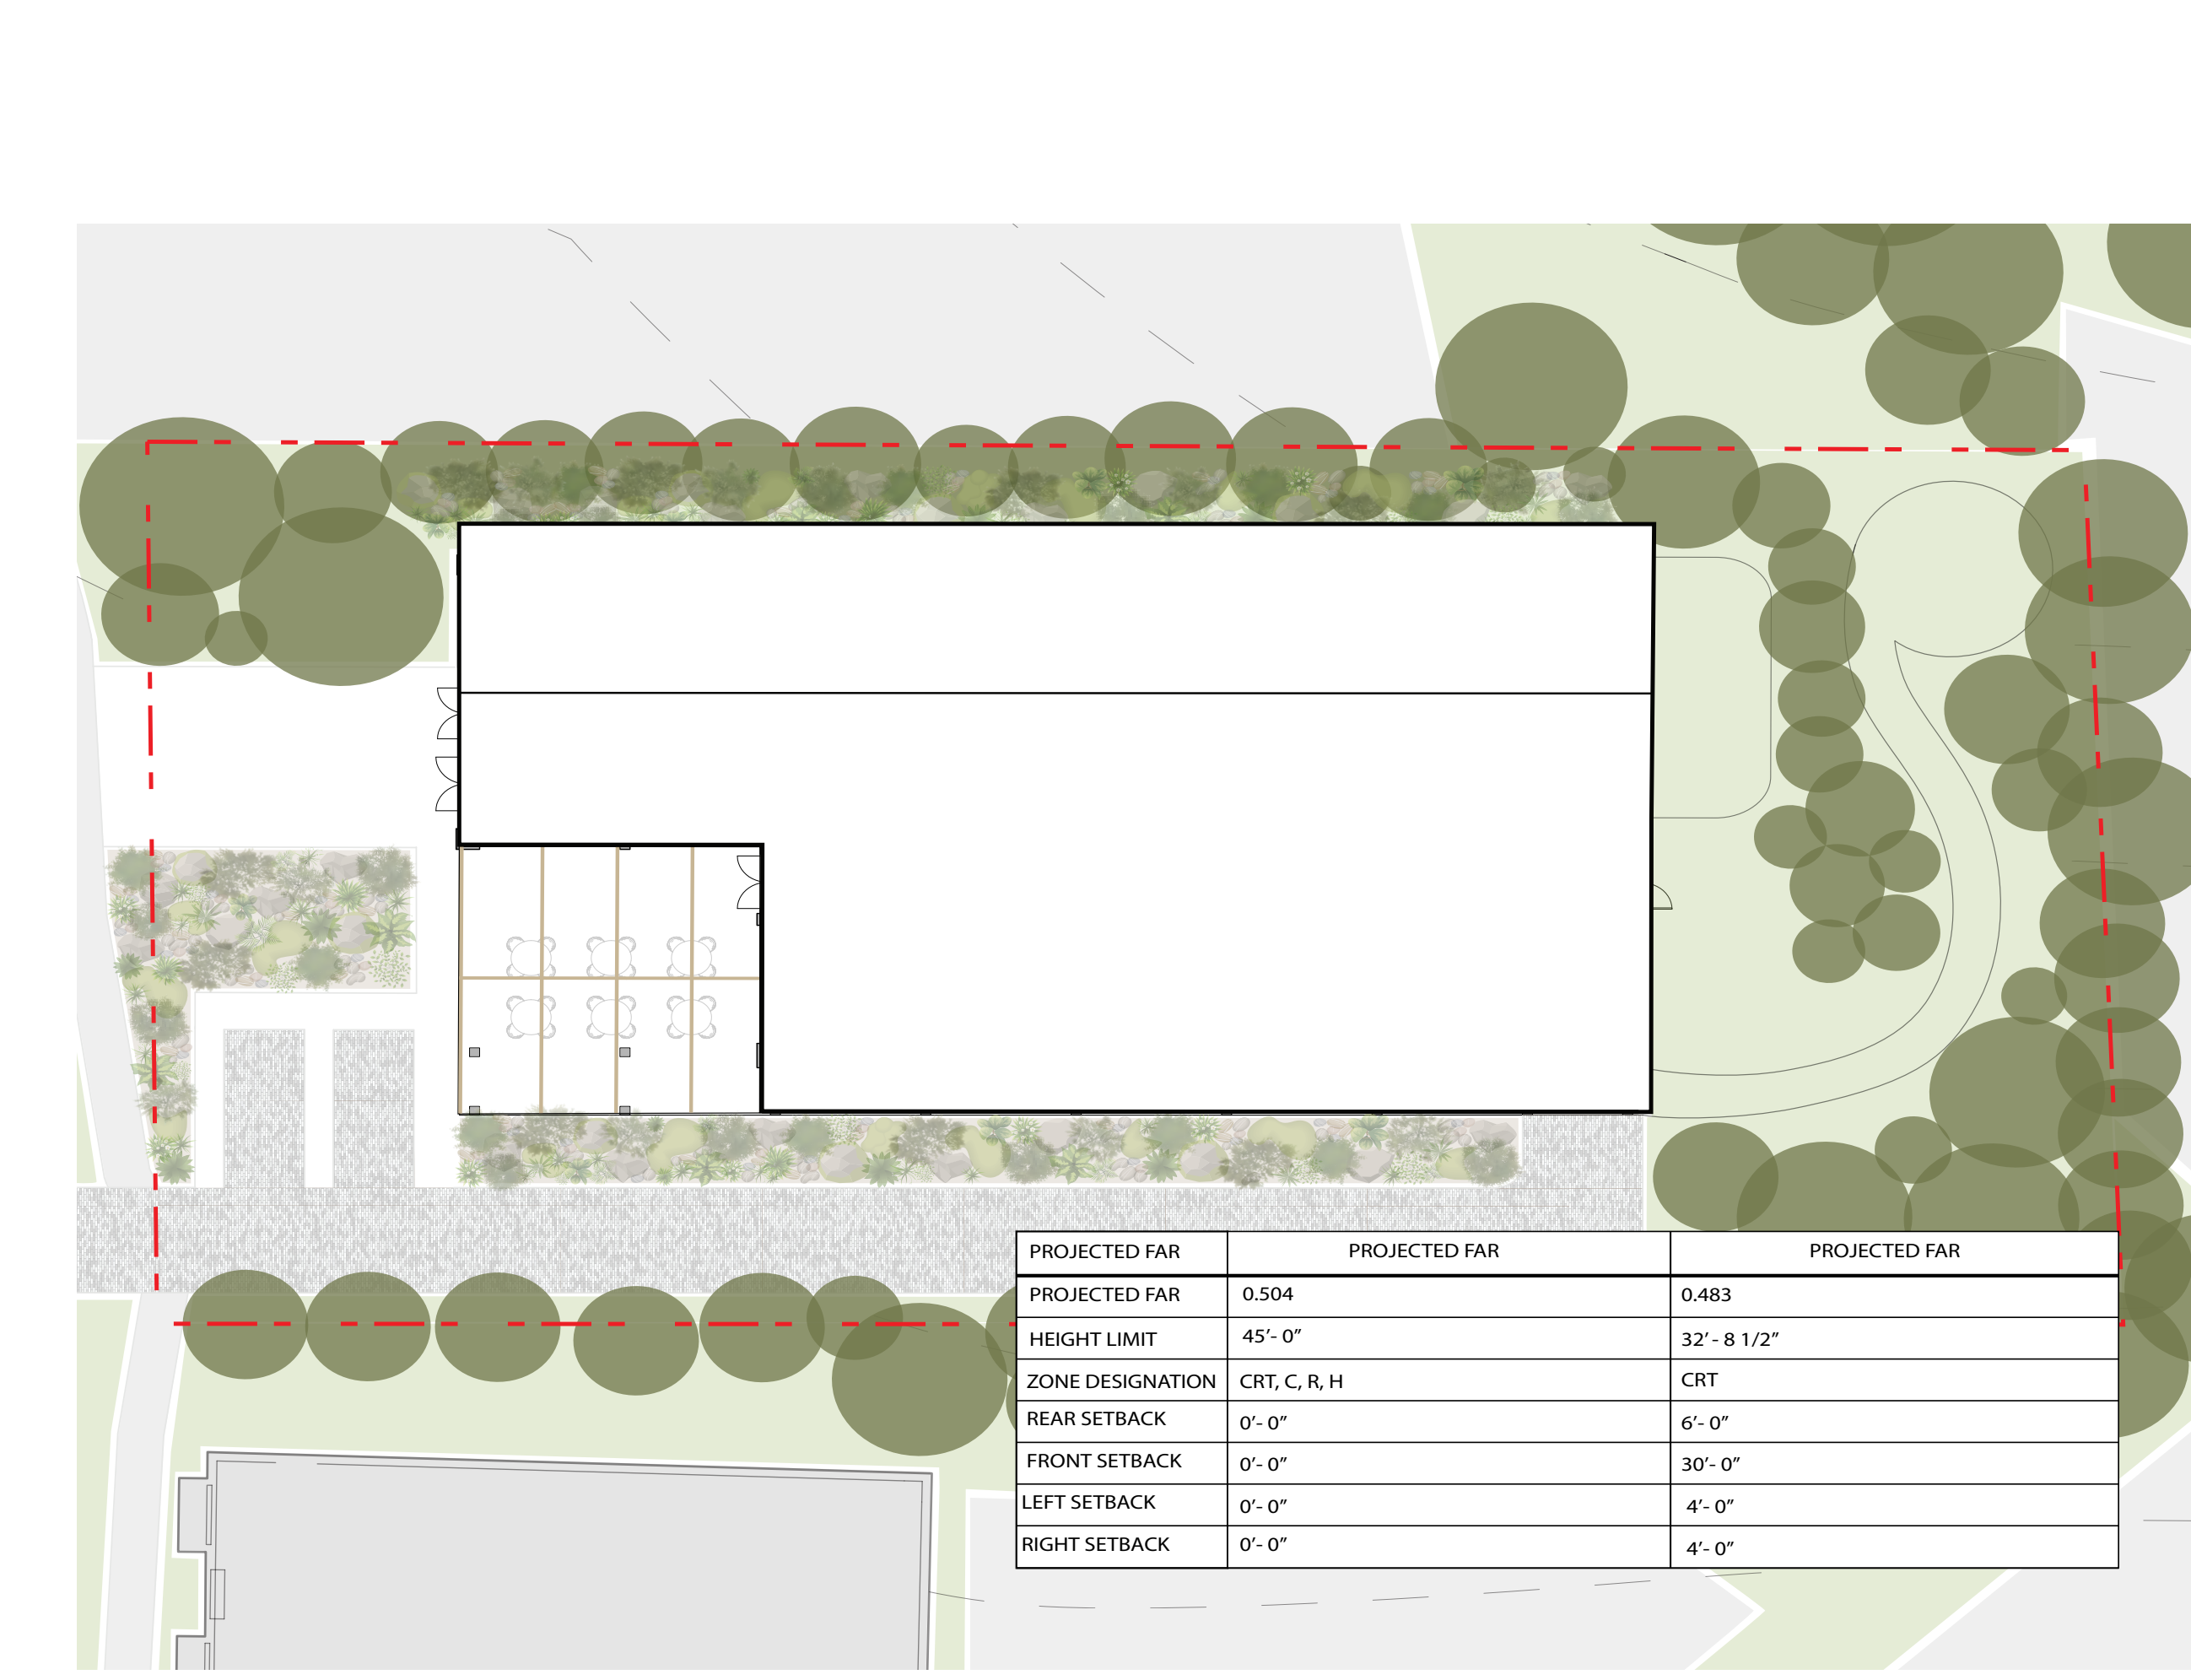 PROJECTED FAR PROJECTED FAR PROJECTED FAR
PROJECTED FAR 0.504 0.483
HEIGHT LIMIT 45’- 0” 32’ - 8 1/2”
ZONE DESIGNATION CRT, C, R, H CRT
REAR SETBACK 0’- 0” 6’- 0”
FRONT SETBACK 0’- 0” 30’- 0”
LEFT SETBACK 0’- 0” 4’- 0”
RIGHT SETBACK 0’- 0” 4’- 0”